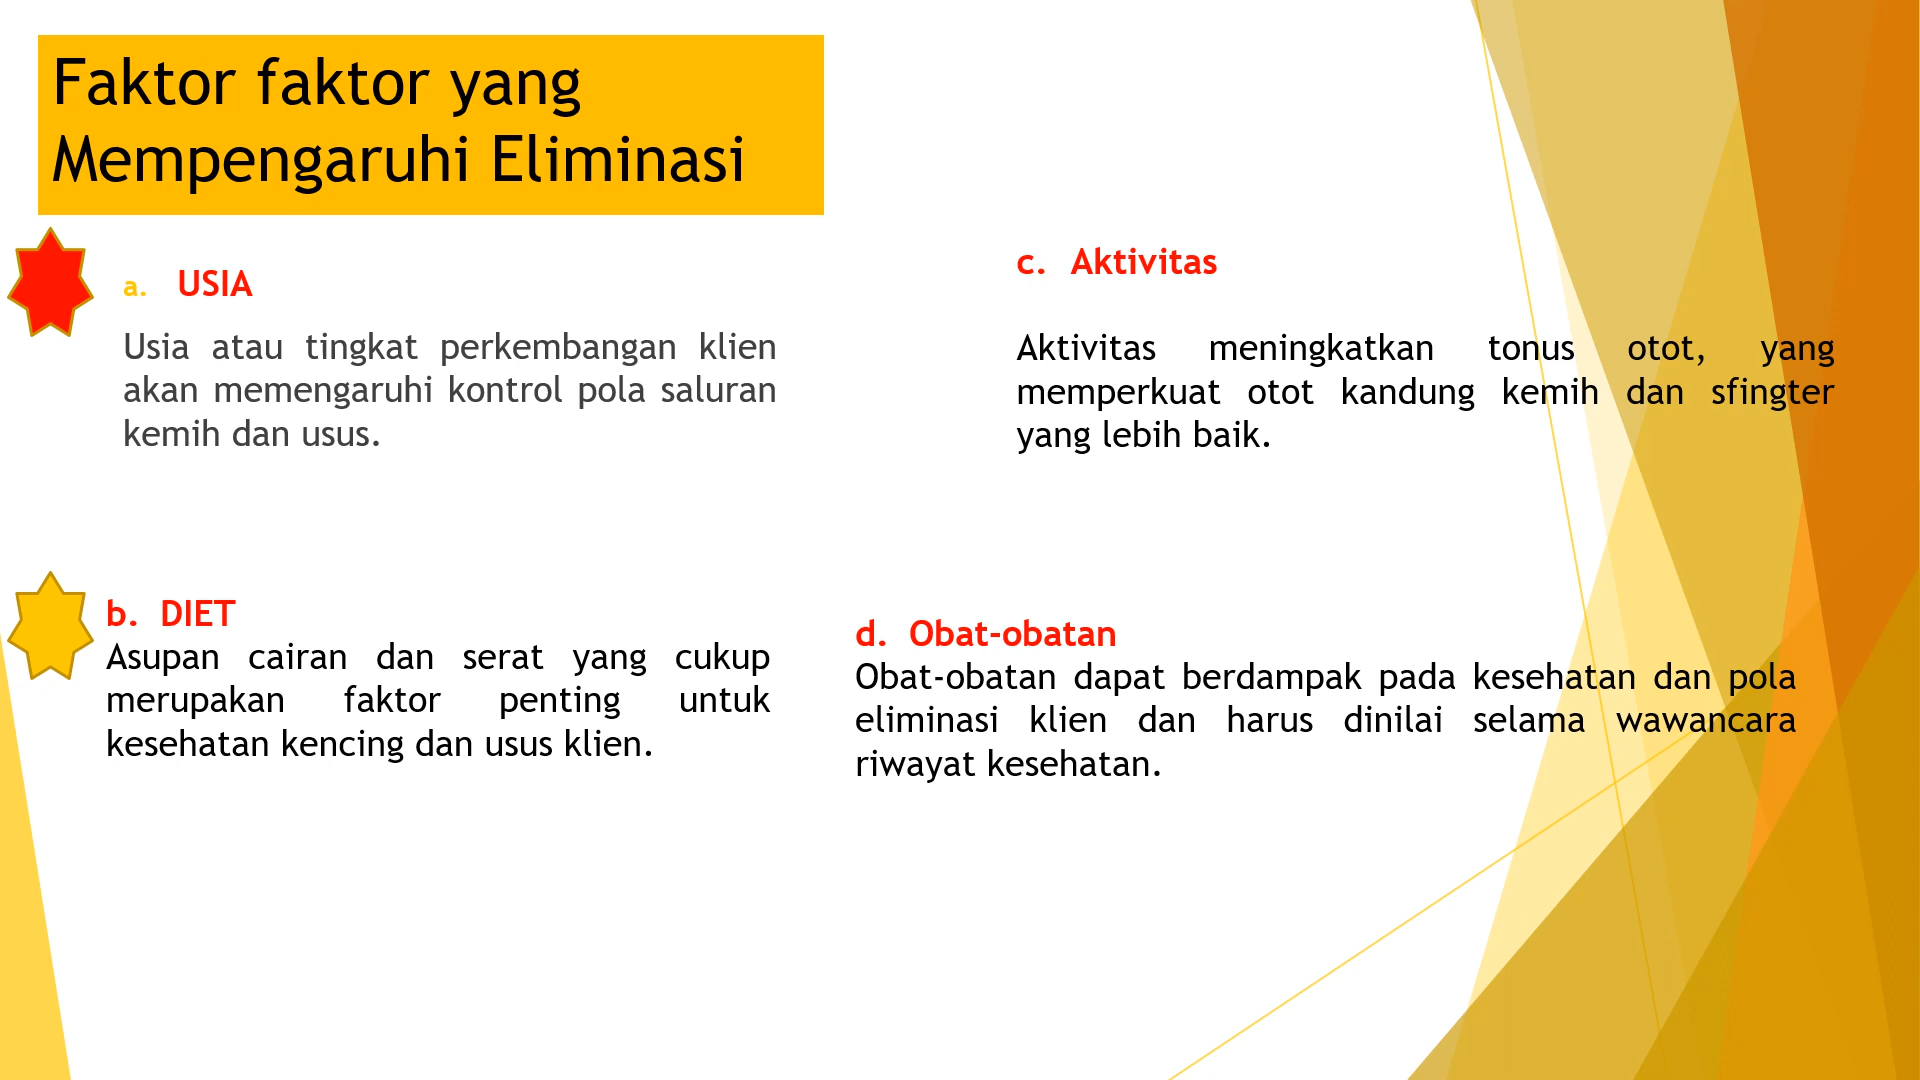 Faktor faktor yang
Mempengaruhi Eliminasi
a. USIA
Usia atau tingkat perkembangan klien
akan memengaruhi kontrol pola saluran
kemih dan usus.
b. DIET
Asupan cairan dan serat yang cukup
merupakan faktor penting untuk
kesehatan kencing dan usus klien.
c. Aktivitas
Aktivitas meningkatkan tonus otot, yang
memperkuat otot kandung kemih dan sfingter
yang lebih baik.
d. Obat-obatan
Obat-obatan dapat berdampak pada kesehatan dan pola
eliminasi klien dan harus dinilai selama wawancara
riwayat kesehatan.